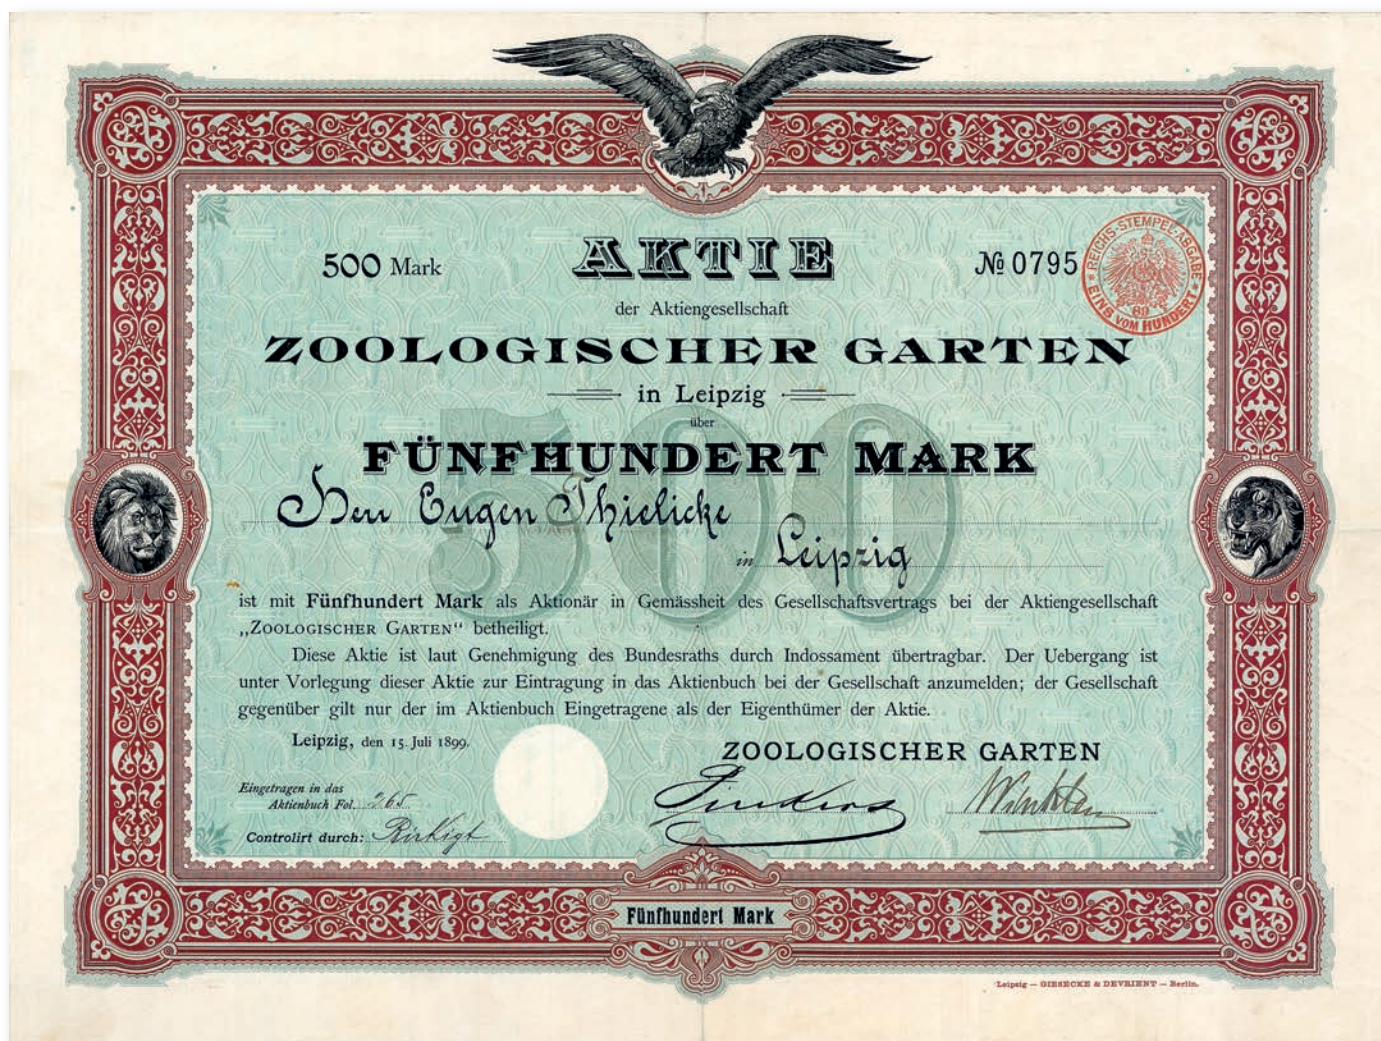 500 Mark AKTIE № 0795
REICHS-STEMPEL-ABGABE
89
EINS VOM HUNDERT
der Aktiengesellschaft
ZOOLOGISCHER GARTEN
in Leipzig
über
500
FÜNFHUNDERT MARK
Herr Eugen Thielicke
in Leipzig
ist mit Fünfhundert Mark als Aktionär in Gemässheit des Gesellschaftsvertrags bei der Aktiengesellschaft
„ZOOLOGISCHER GARTEN“ betheiligt.
Diese Aktie ist laut Genehmigung des Bundesraths durch Indossament übertragbar. Der Uebergang ist
unter Vorlegung dieser Aktie zur Eintragung in das Aktienbuch bei der Gesellschaft anzumelden; der Gesellschaft
gegenüber gilt nur der im Aktienbuch Eingetragene als der Eigenthümer der Aktie.
Leipzig, den 15. Juli 1899.
ZOOLOGISCHER GARTEN
Eingetragen in das
Aktienbuch Fol. 265
Controlirt durch:
Fünfhundert Mark
Leipzig — GIESECKE & DEVRIENT — Berlin.